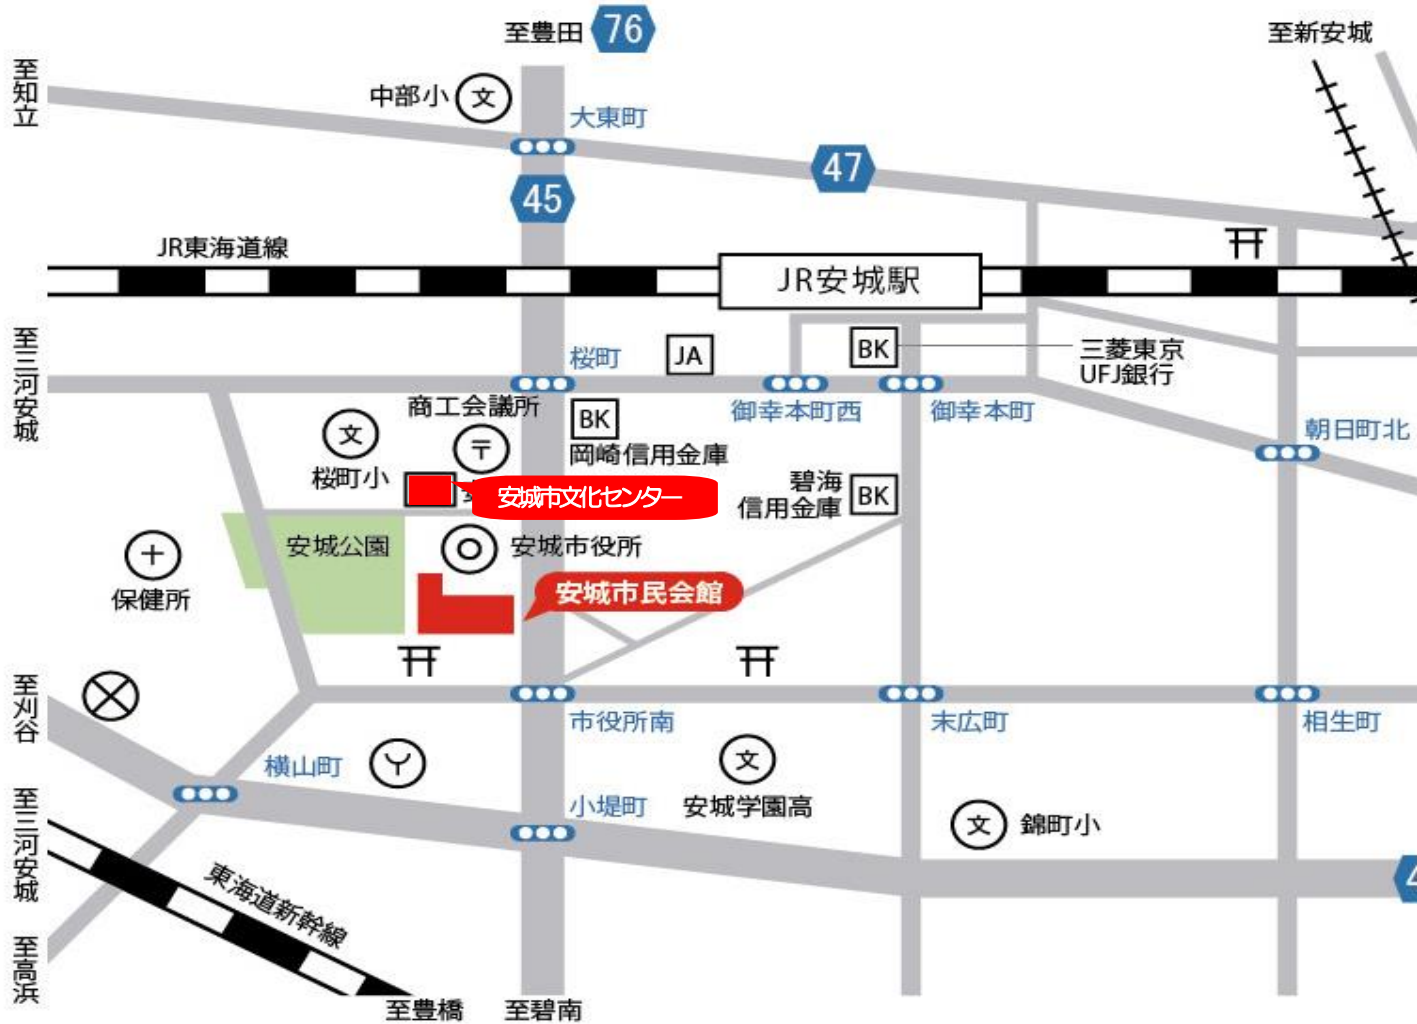 至豊田
76
至新安城
至知立
中部小
文
大東町
47
45
JR東海道線
JR安城駅
至三河安城
桜町
JA
BK
三菱東京
UFJ銀行
商工会議所
御幸本町西
御幸本町
文
〒
BK
岡崎信用金庫
朝日町北
桜町小
碧海
信用金庫
BK
安城市文化センター
安城公園
安城市役所
保健所
安城市民会館
至刈谷
市役所南
末広町
相生町
横山町
文
小堤町
安城学園高
至三河安城
文
錦町小
4
東海道新幹線
至高浜
至豊橋
至碧南